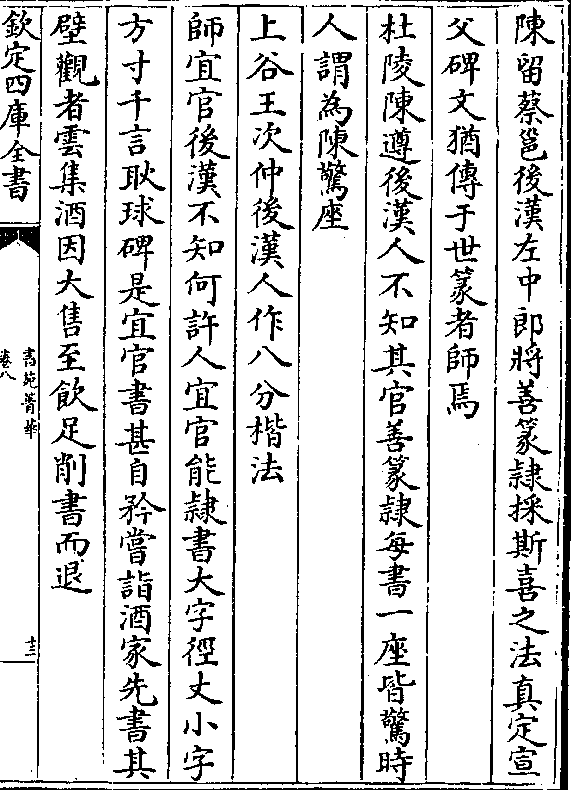 陳留蔡邕後漢左中郎將善篆隷採斯喜之法真定宣
父碑文猶傳于世篆者師焉
杜陵陳遵後漢人不知其官善篆隷每書一座皆驚時
人謂為陳驚座
上谷王次仲後漢人作八分楷法
師宜官後漢不知何許人宜官能隷書大字徑丈小字
方寸千言耿球碑是宜官書甚自矜嘗詣酒家先書其
壁觀者雲集酒因大售至飲足削書而退
欽定四庫全書
書苑菁華
卷八
十三